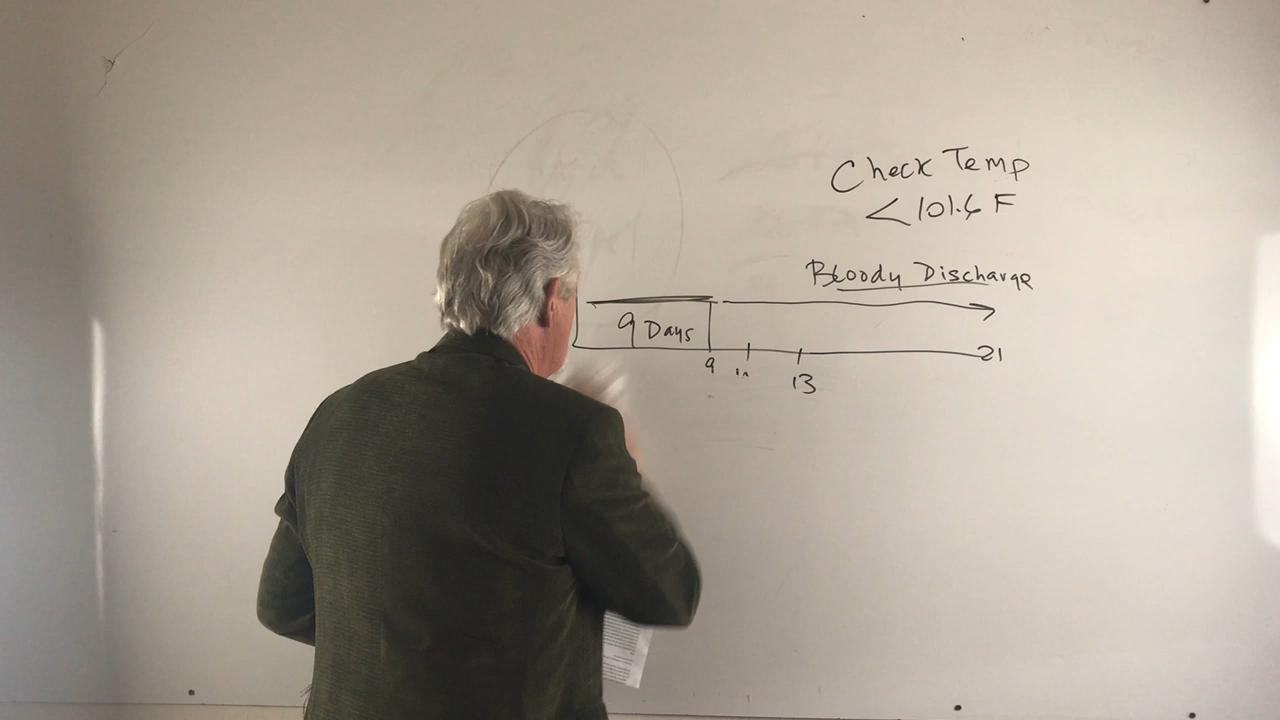 Check Temp
< 101.6 F
Bloody Discharge
9 Days
9
13
21